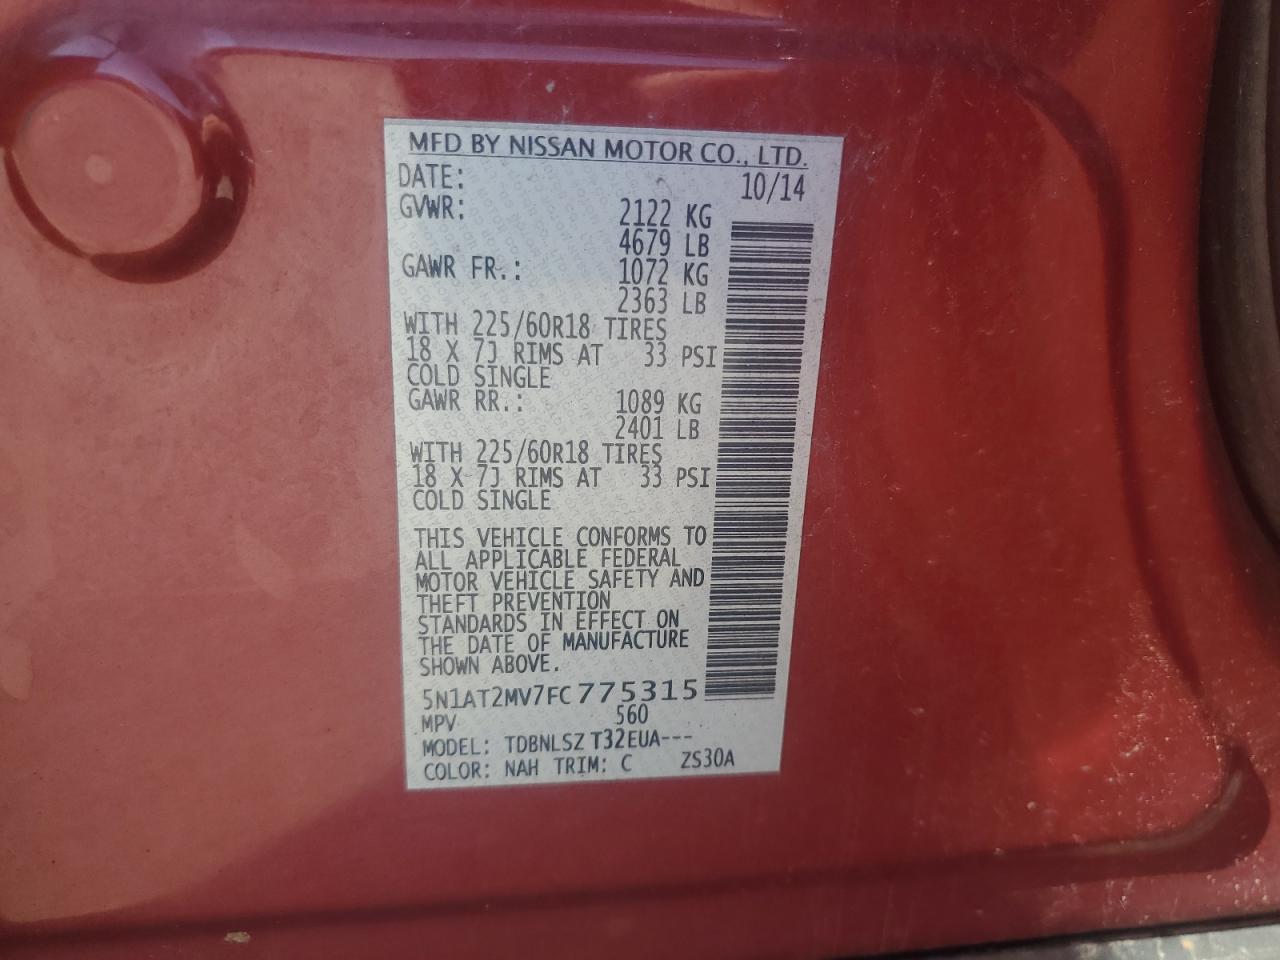 MFD BY NISSAN MOTOR CO., LTD.
DATE: 10/14
GVWR: 2122 KG
4679 LB
GAWR FR.: 1072 KG
2363 LB
WITH 225/60R18 TIRES
18 X 7J RIMS AT 33 PSI
COLD SINGLE
GAWR RR.: 1089 KG
2401 LB
WITH 225/60R18 TIRES
18 X 7J RIMS AT 33 PSI
COLD SINGLE
THIS VEHICLE CONFORMS TO
ALL APPLICABLE FEDERAL
MOTOR VEHICLE SAFETY AND
THEFT PREVENTION
STANDARDS IN EFFECT ON
THE DATE OF MANUFACTURE
SHOWN ABOVE.
5N1AT2MV7FC775315
MPV 560
MODEL: TDBNLSZ T32EUA---
COLOR: NAH TRIM: C ZS30A